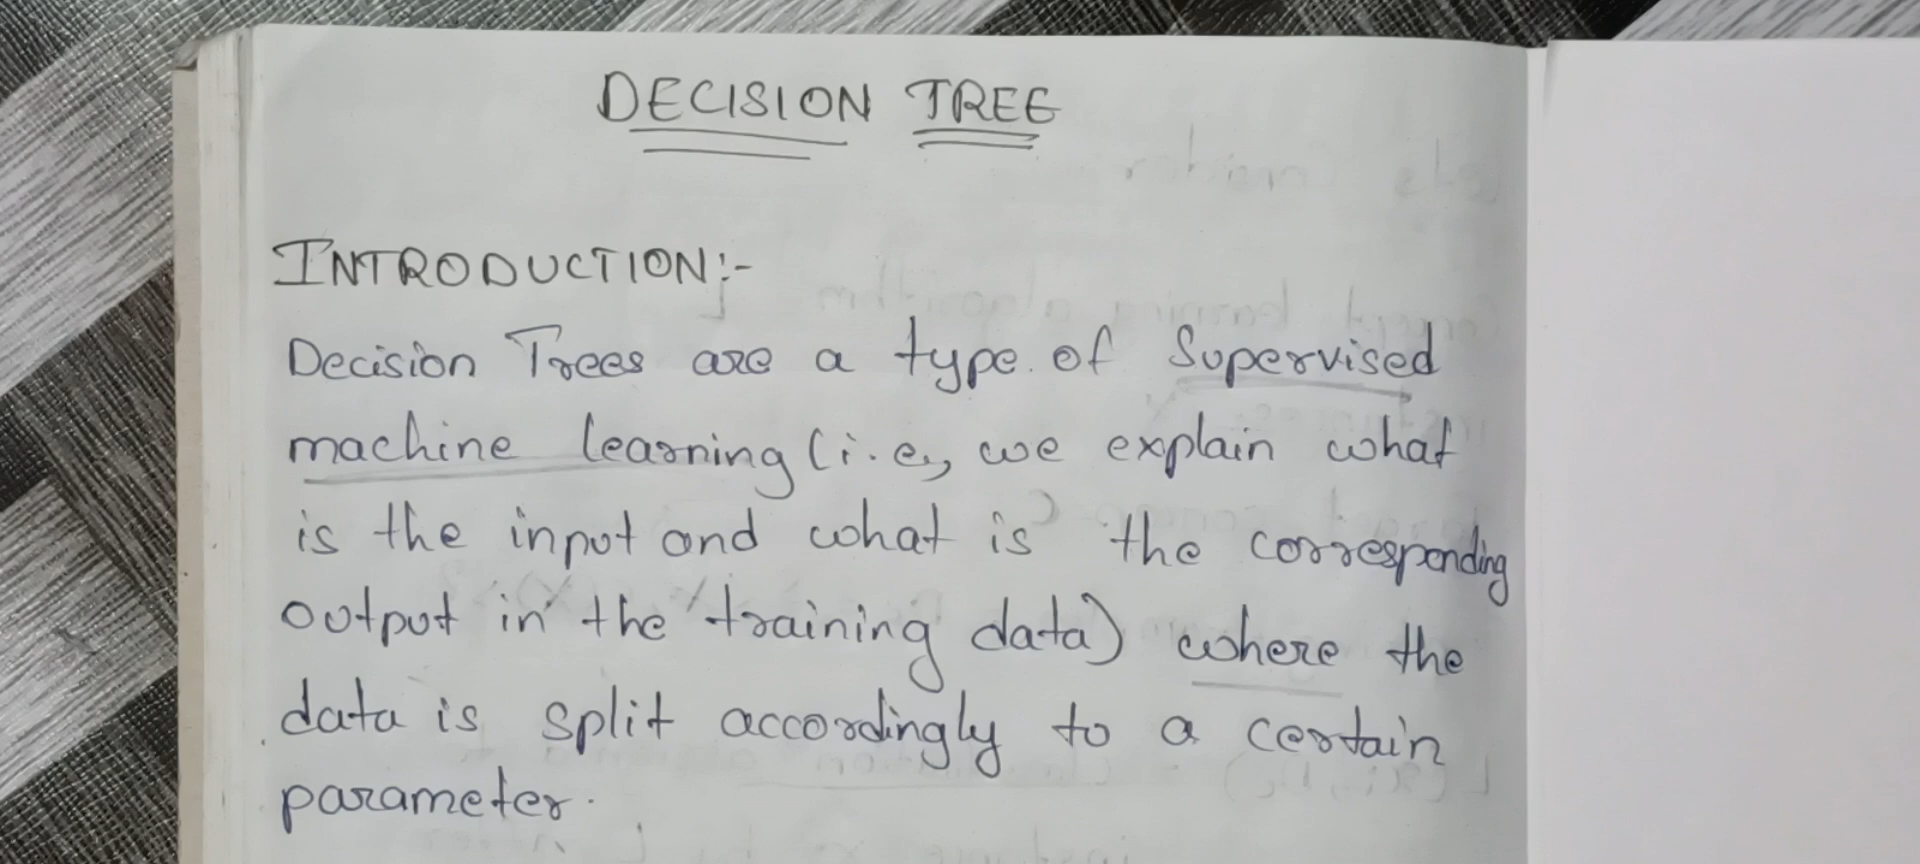 DECISION TREE
INTRODUCTION:-
Decision Trees are a type of Supervised
machine learning (i.e, we explain what
is the input and what is the corresponding
output in the training data) where the
data is split accordingly to a certain
parameter.